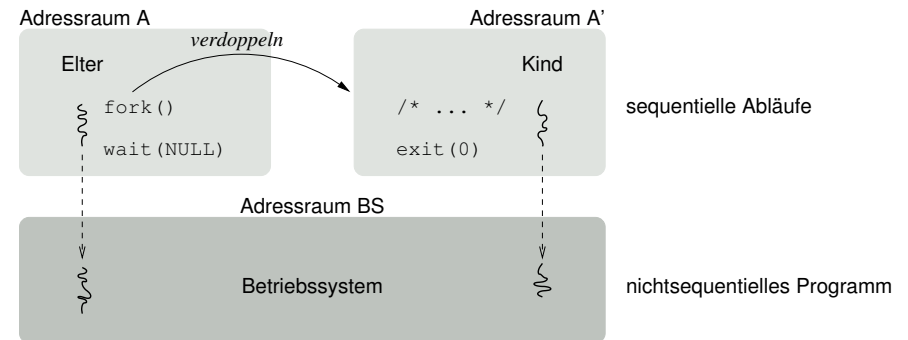 Adressraum A
Adressraum A'
verdoppeln
Elter
Kind
fork()
/* ... */
sequentielle Abläufe
wait(NULL)
exit(0)
Adressraum BS
Betriebssystem
nichtsequentielles Programm